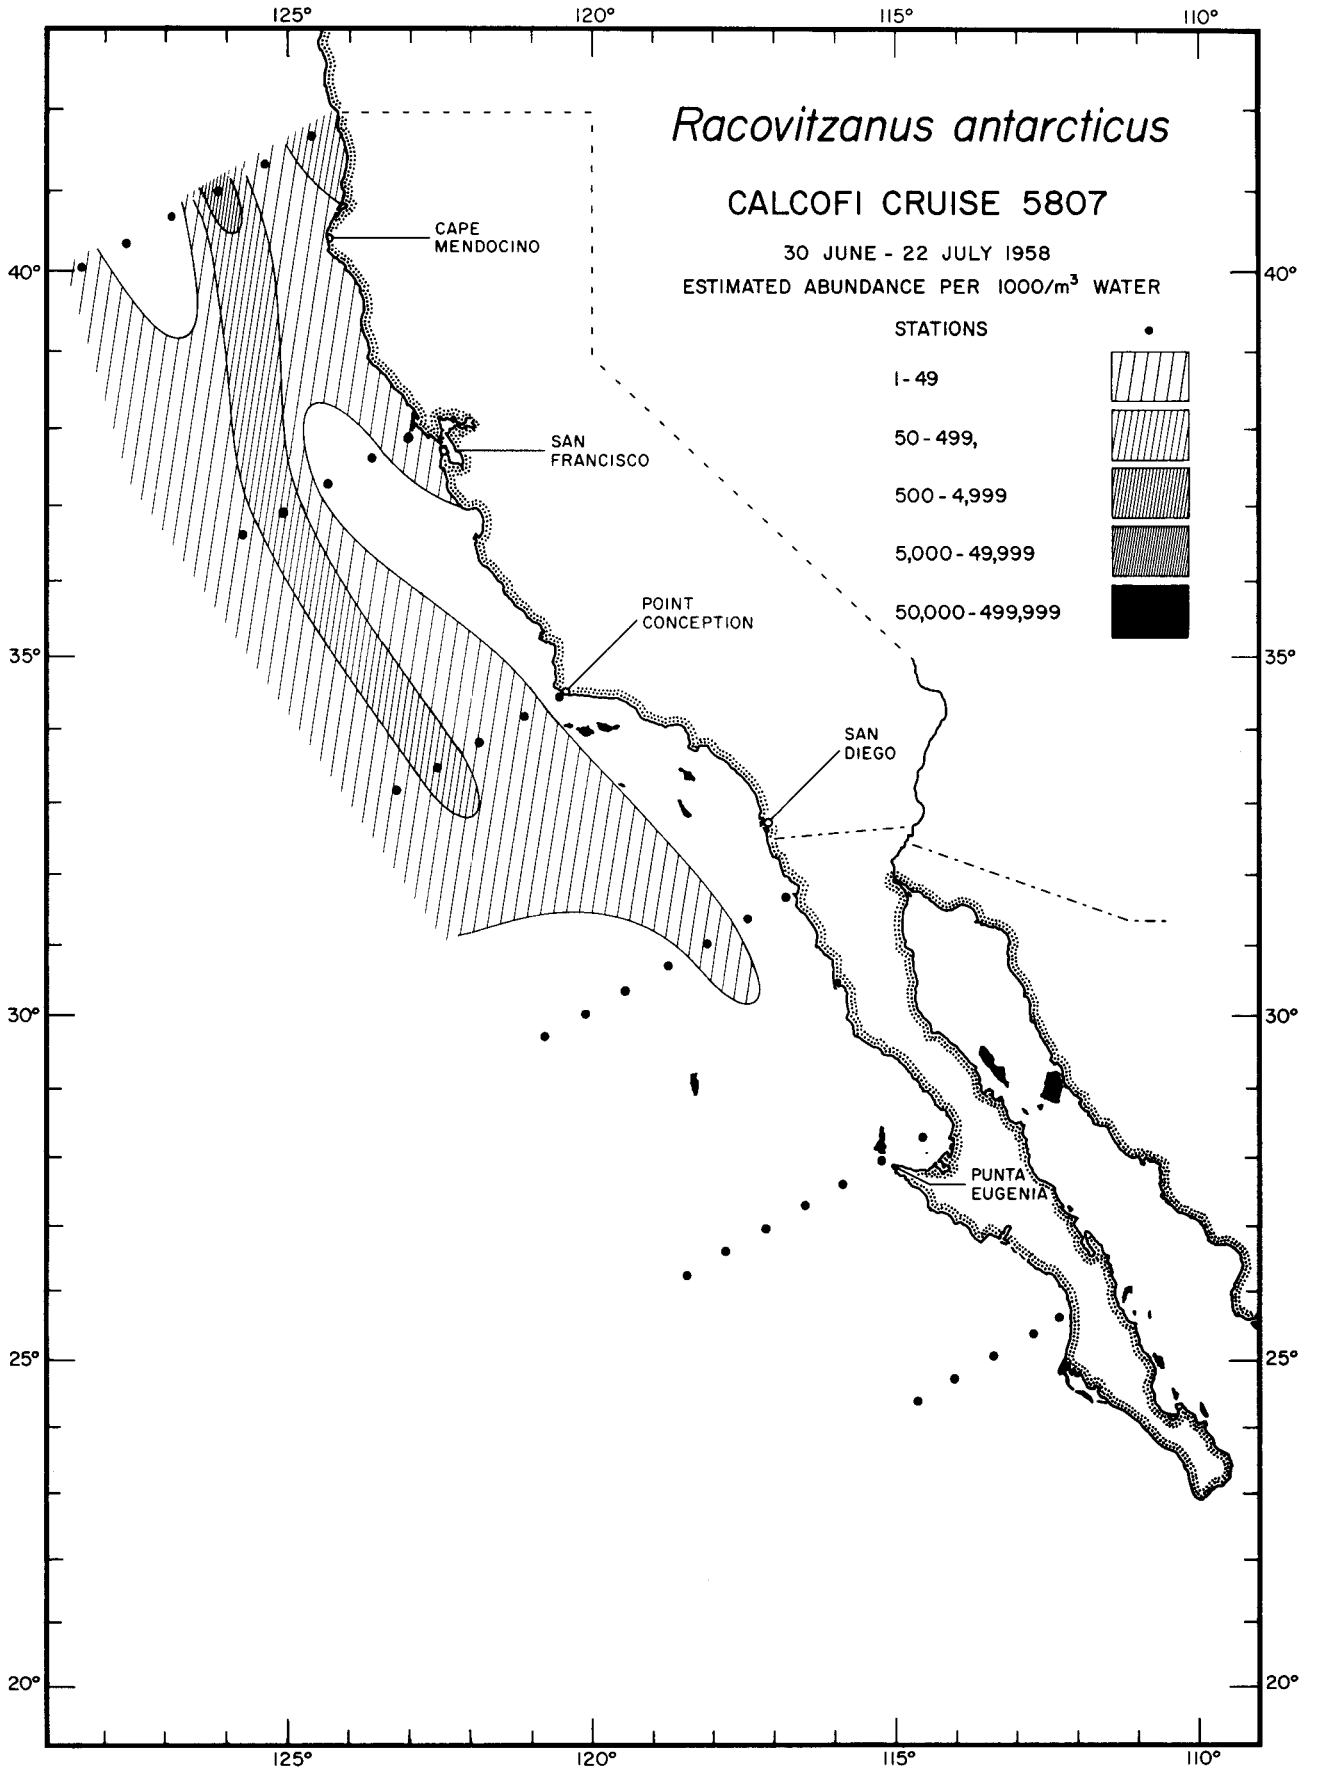 125° 120° 115° 110°
Racovitzanus antarcticus
CALCOFI CRUISE 5807
30 JUNE - 22 JULY 1958
ESTIMATED ABUNDANCE PER 1000/m³ WATER
STATIONS
1-49
50-499,
500-4,999
5,000-49,999
50,000-499,999
CAPE
MENDOCINO
40° 40°
SAN
FRANCISCO
POINT
CONCEPTION
35° 35°
SAN
DIEGO
30° 30°
PUNTA
EUGENIA
25° 25°
20° 20°
125° 120° 115° 110°